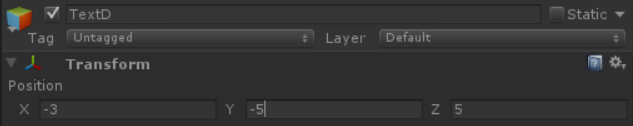 TextD Static
Tag Untagged Layer Default
Transform
Position
X -3 Y -5 Z 5